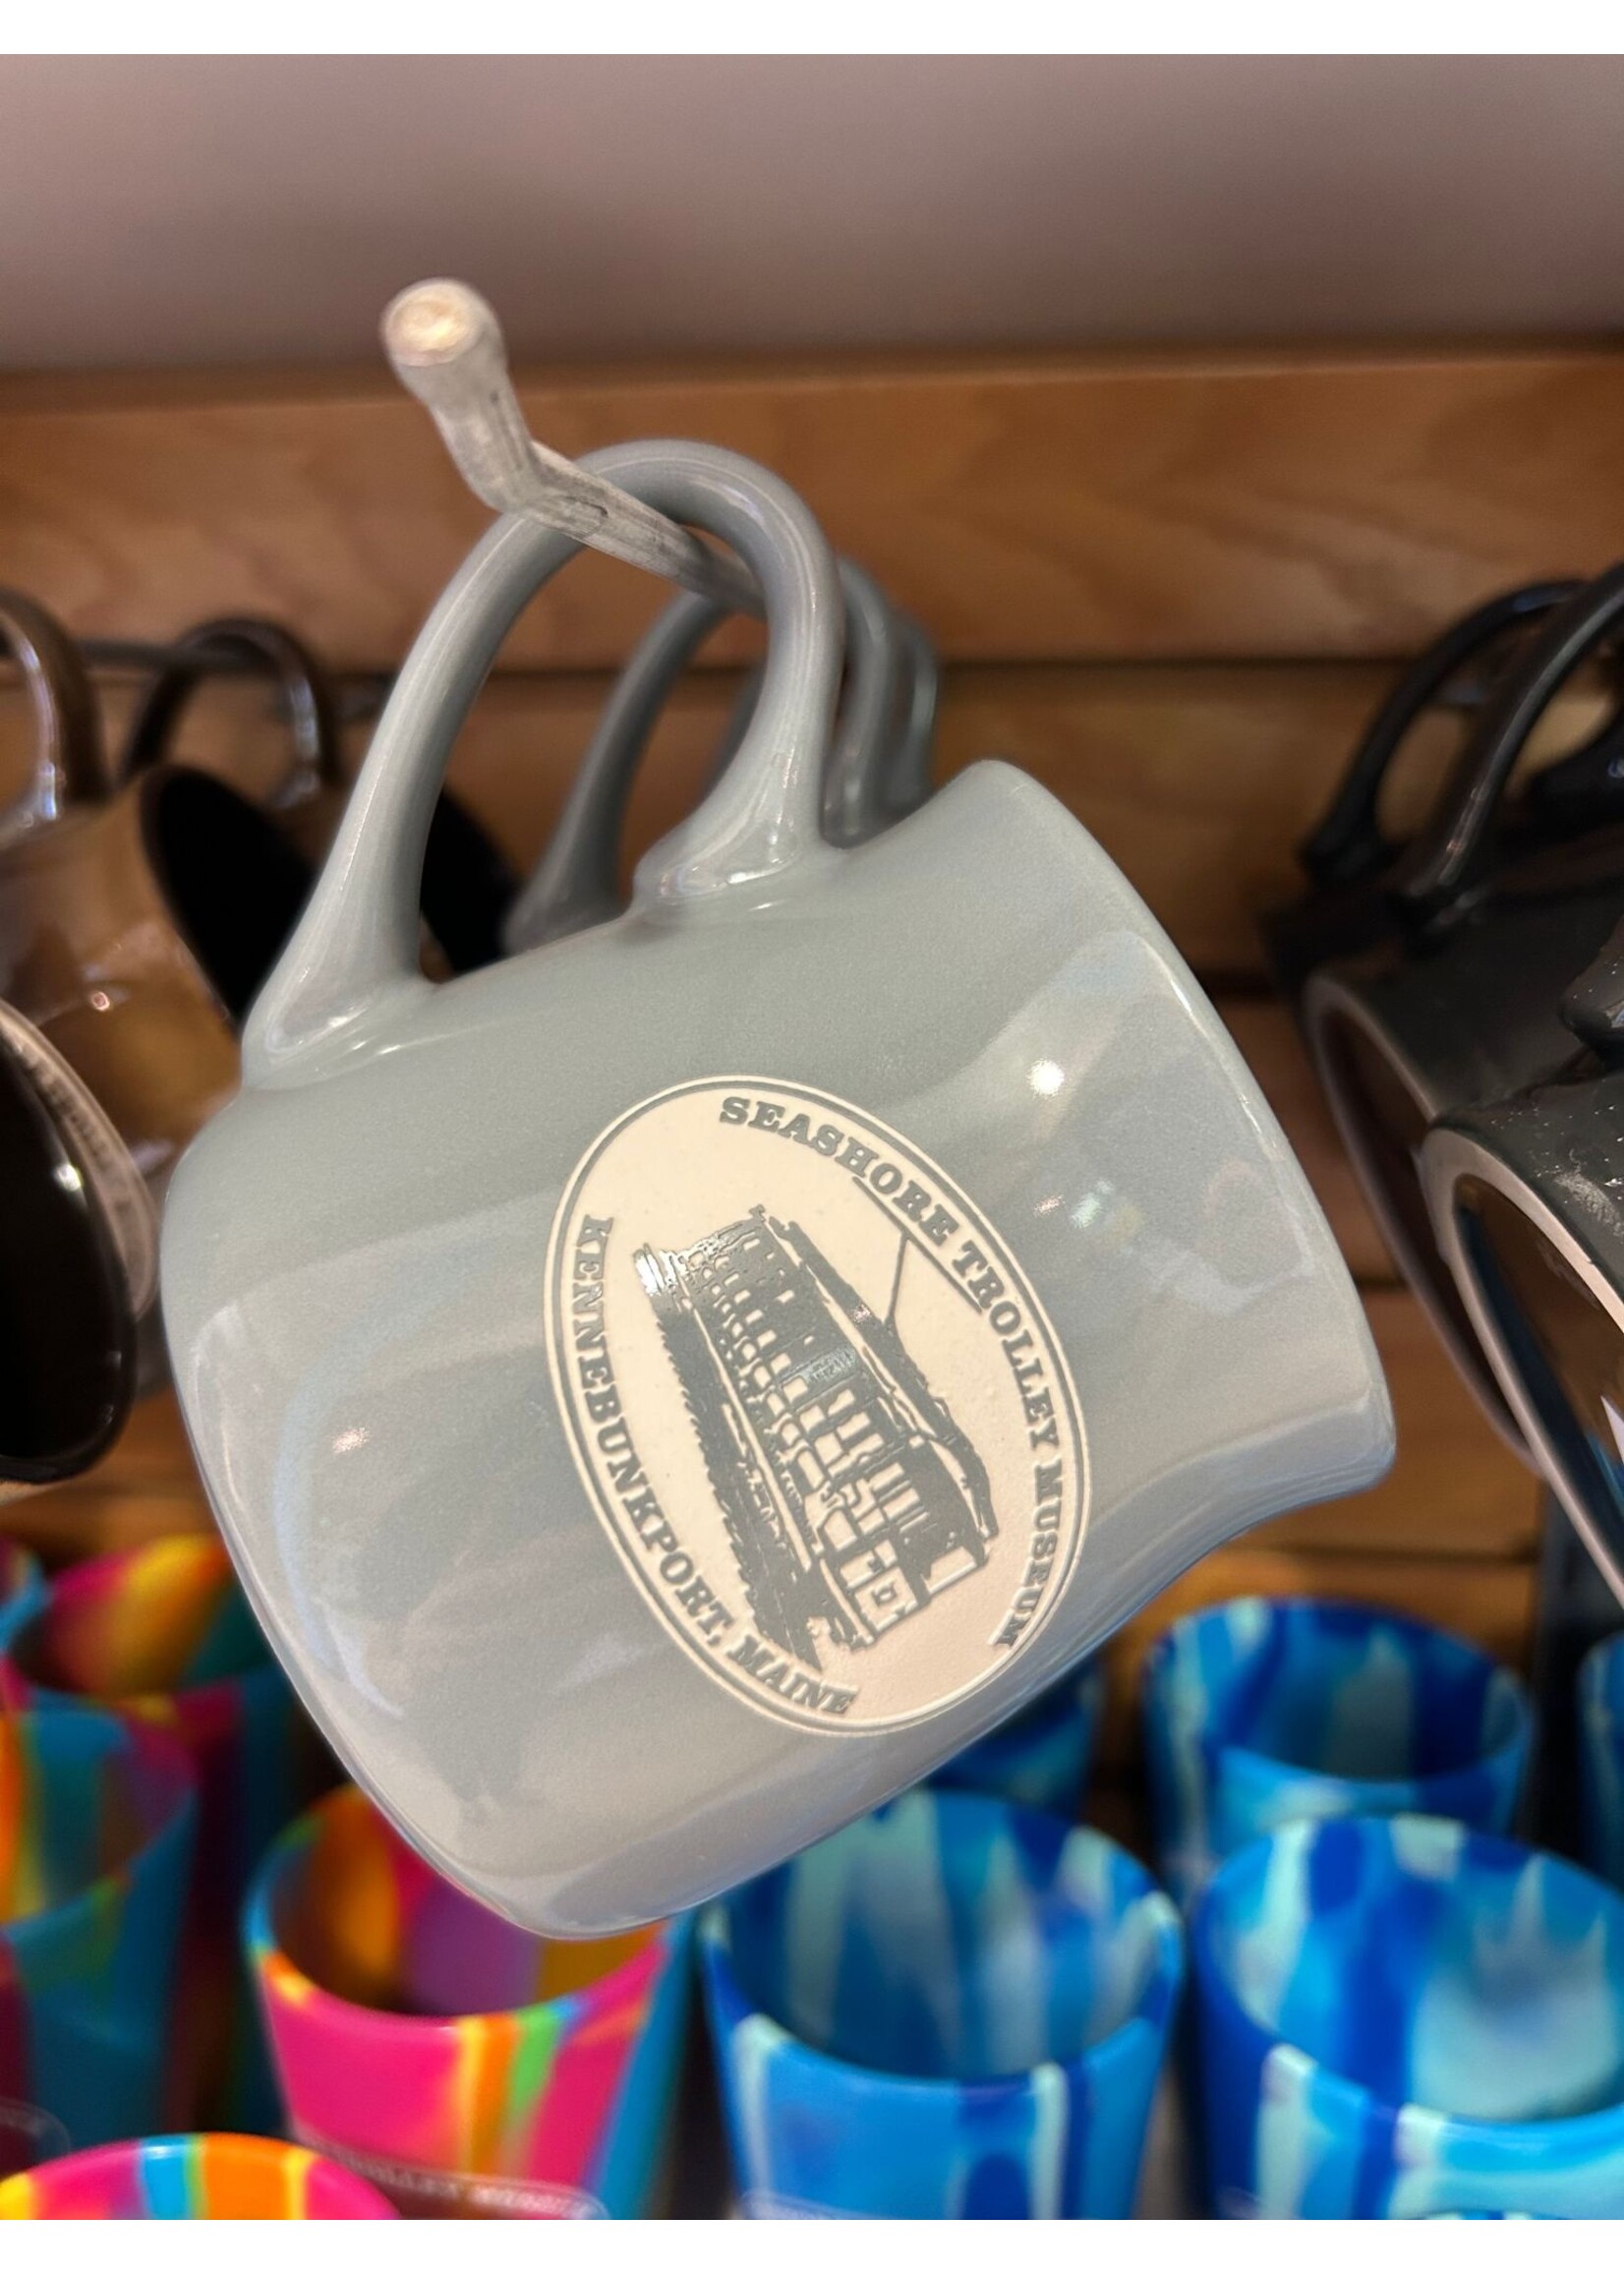 SEASHORE TROLLEY MUSEUM
KENNEBUNKPORT, MAINE